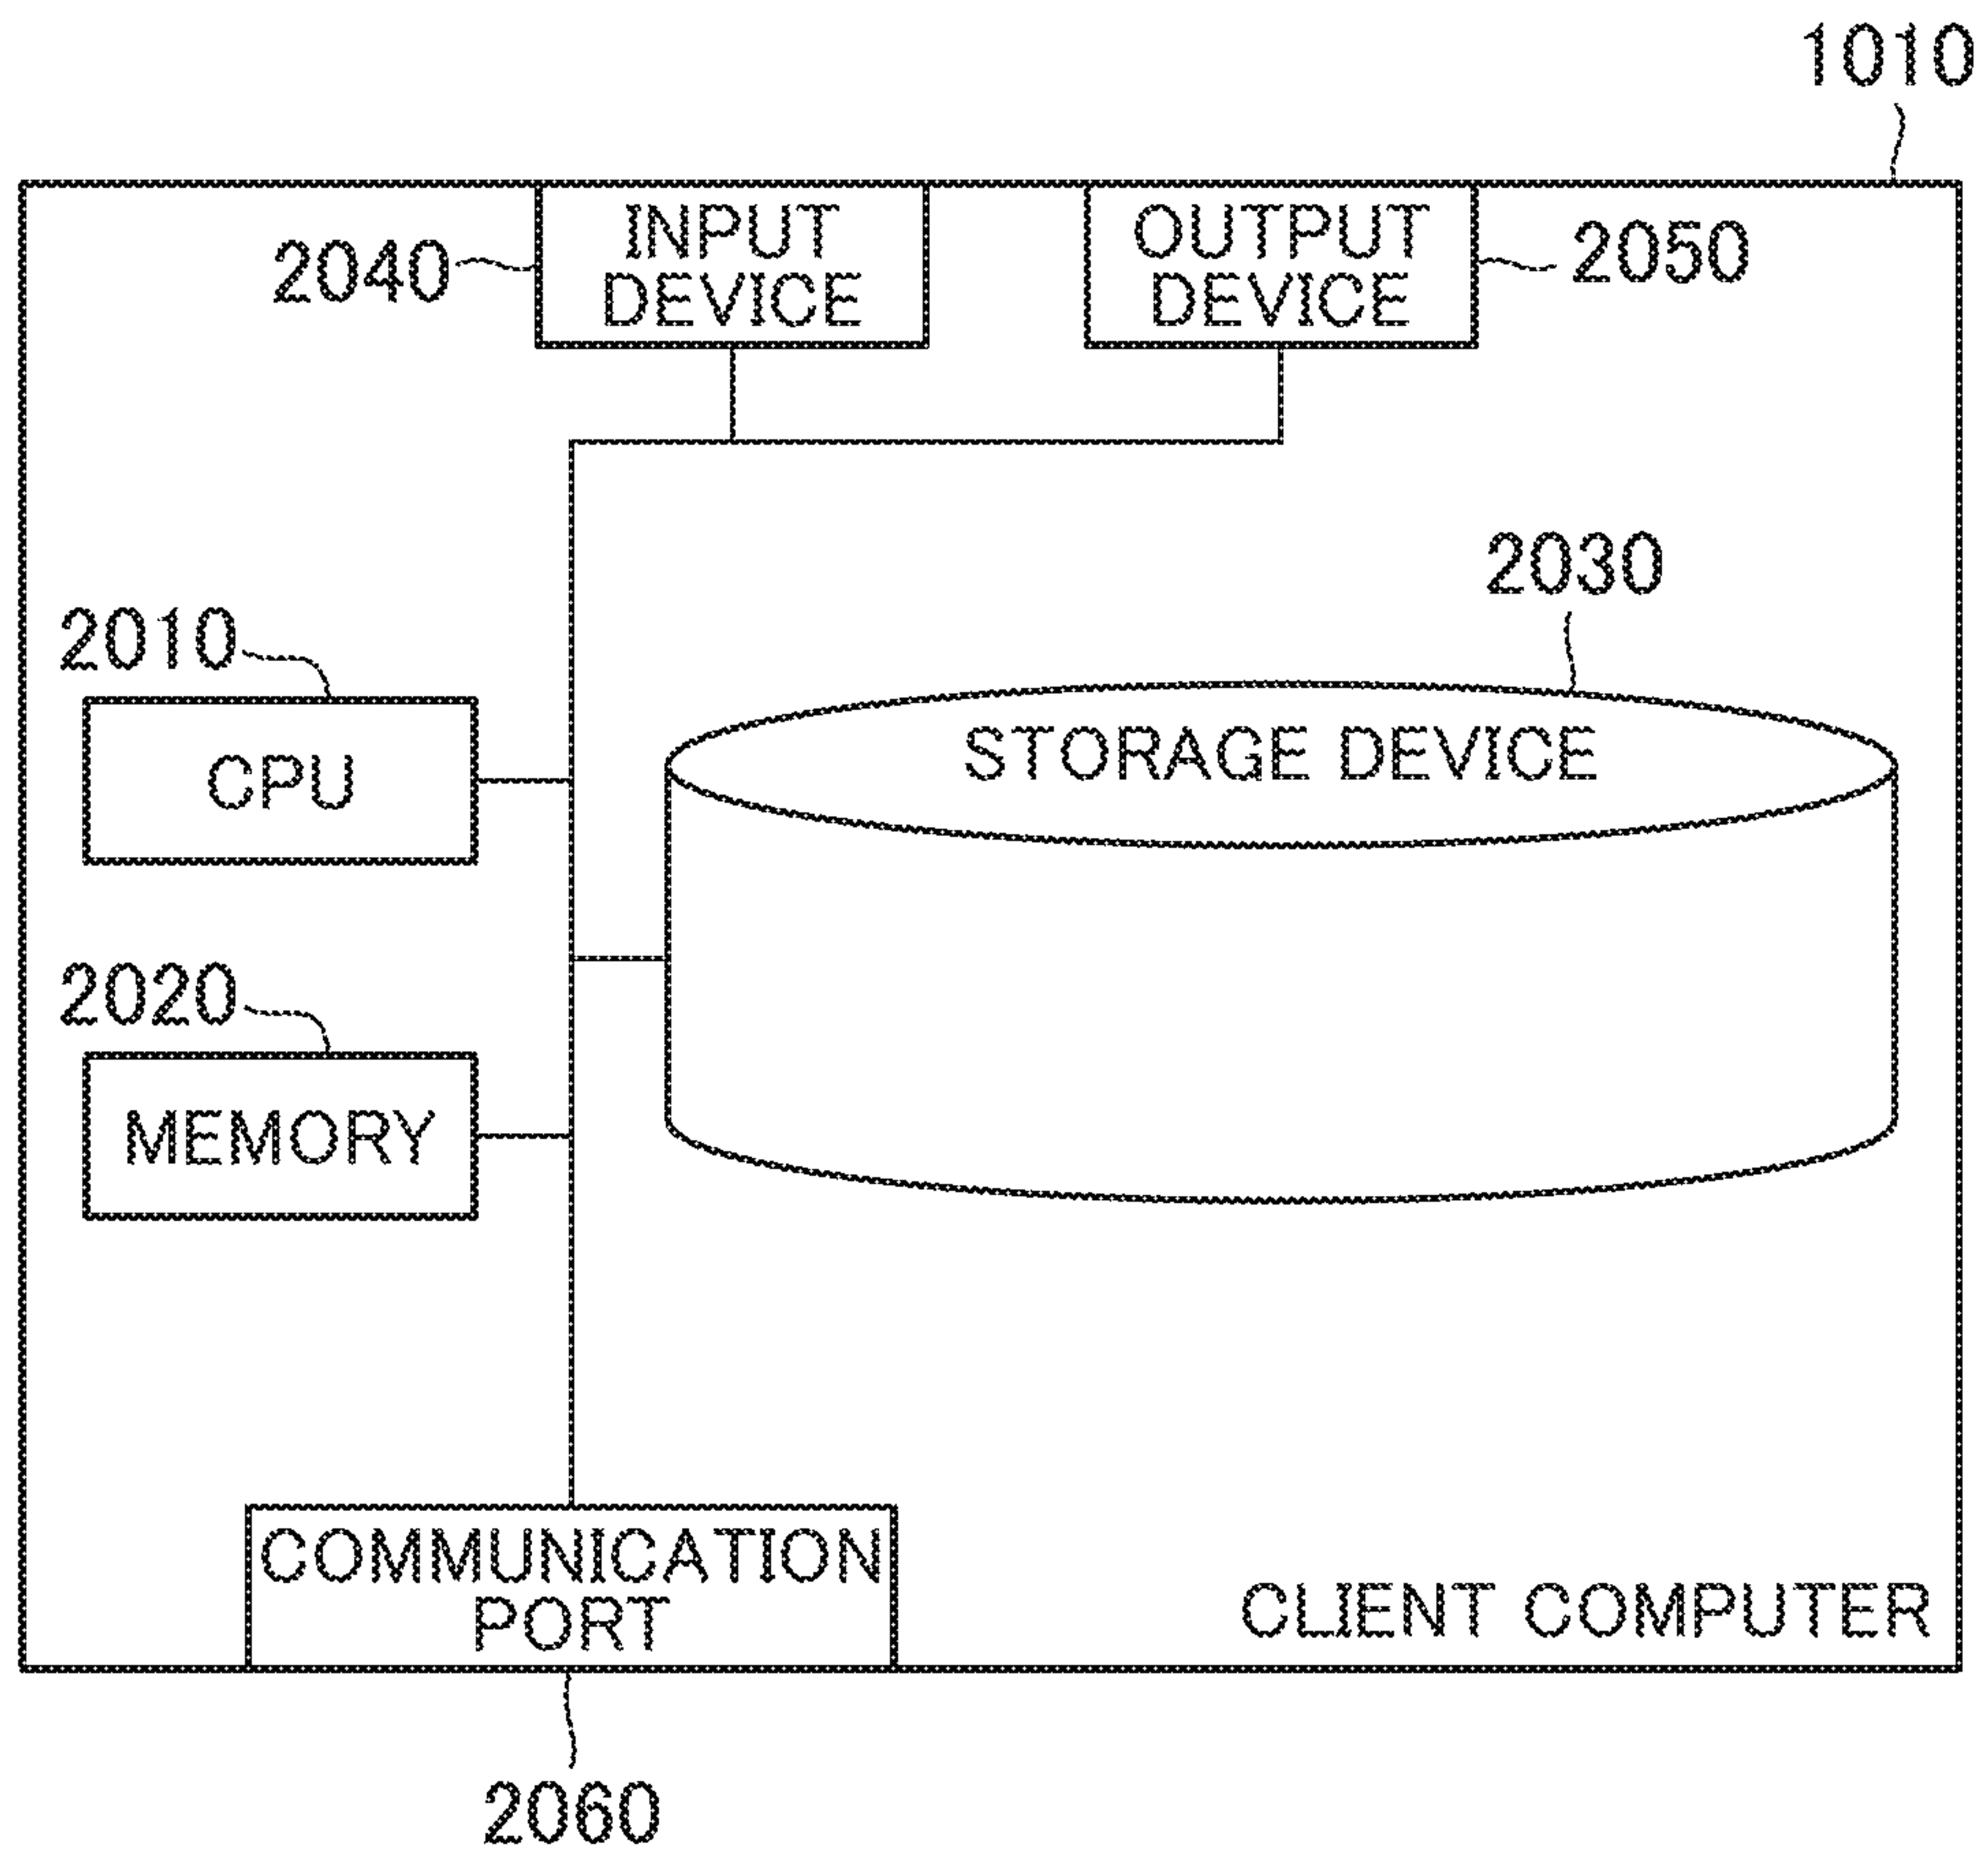 1010
INPUT
DEVICE
2040
OUTPUT
DEVICE
2050
2030
STORAGE DEVICE
2010
CPU
2020
MEMORY
COMMUNICATION
PORT
CLIENT COMPUTER
2060